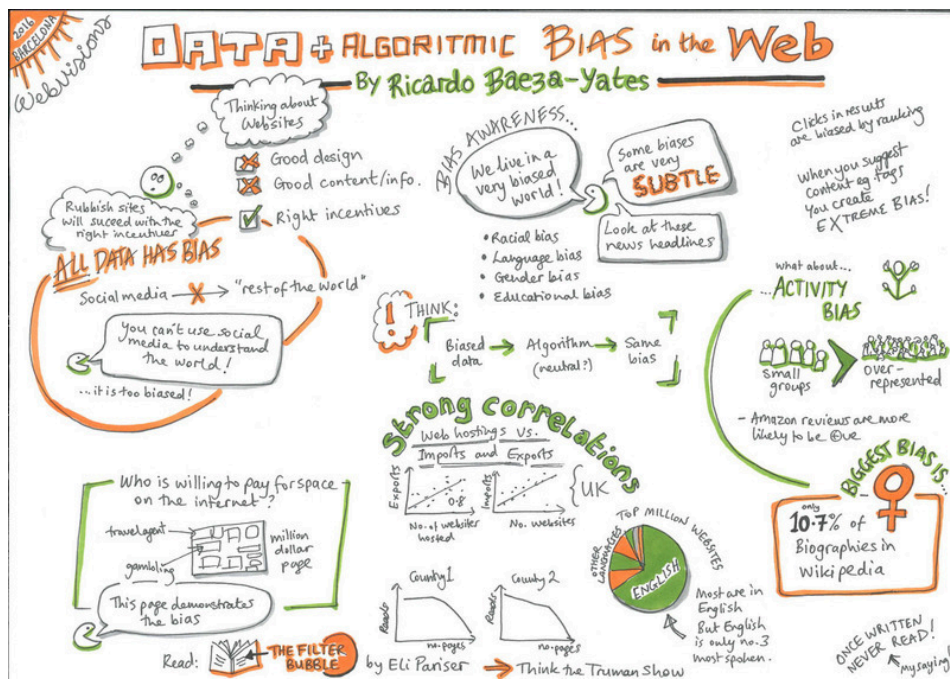 2016
BARCELONA
WebVisions
DATA + ALGORITMIC BIAS in the Web
By Ricardo Baeza-Yates
Thinking about
Websites
Good design
Good content/info.
Right incentives
Rubbish sites
will succeed with the
right incentives
ALL DATA HAS BIAS
Social media → "rest of the world"
You can't use social
media to understand
the world!
...it is too biased!
BIAS AWARENESS...
We live in a
very biased
world!
Some biases
are very
SUBTLE
Look at these
news headlines
• Racial bias
• Language bias
• Gender bias
• Educational bias
Clicks in results
are biased by ranking
When you suggest
content eg. tags
You create
EXTREME BIAS!
! THINK:
Biased data → Algorithm (neutral?) → Same bias
what about...
...ACTIVITY
BIAS
small
groups
over-
represented
- Amazon reviews are more
likely to be +ve
Strong correlations
Web hostings Vs.
Imports and Exports
Exports
0.8
No. of websites
hosted
Imports
No. websites
UK
Who is willing to pay for space
on the internet?
travel agent
gambling
million
dollar
page
This page demonstrates
the bias
Read:
THE FILTER
BUBBLE
by Eli Pariser → Think the Truman Show
Country 1
Reads
no. pages
Country 2
Reads
no. pages
TOP MILLION WEBSITES
OTHER
LANGUAGES
ENGLISH
Most are in
English
But English
is only no.3
most spoken.
BIGGEST BIAS IS...
only
10.7% of
Biographies in
Wikipedia
ONCE WRITTEN
NEVER READ!
My saying!